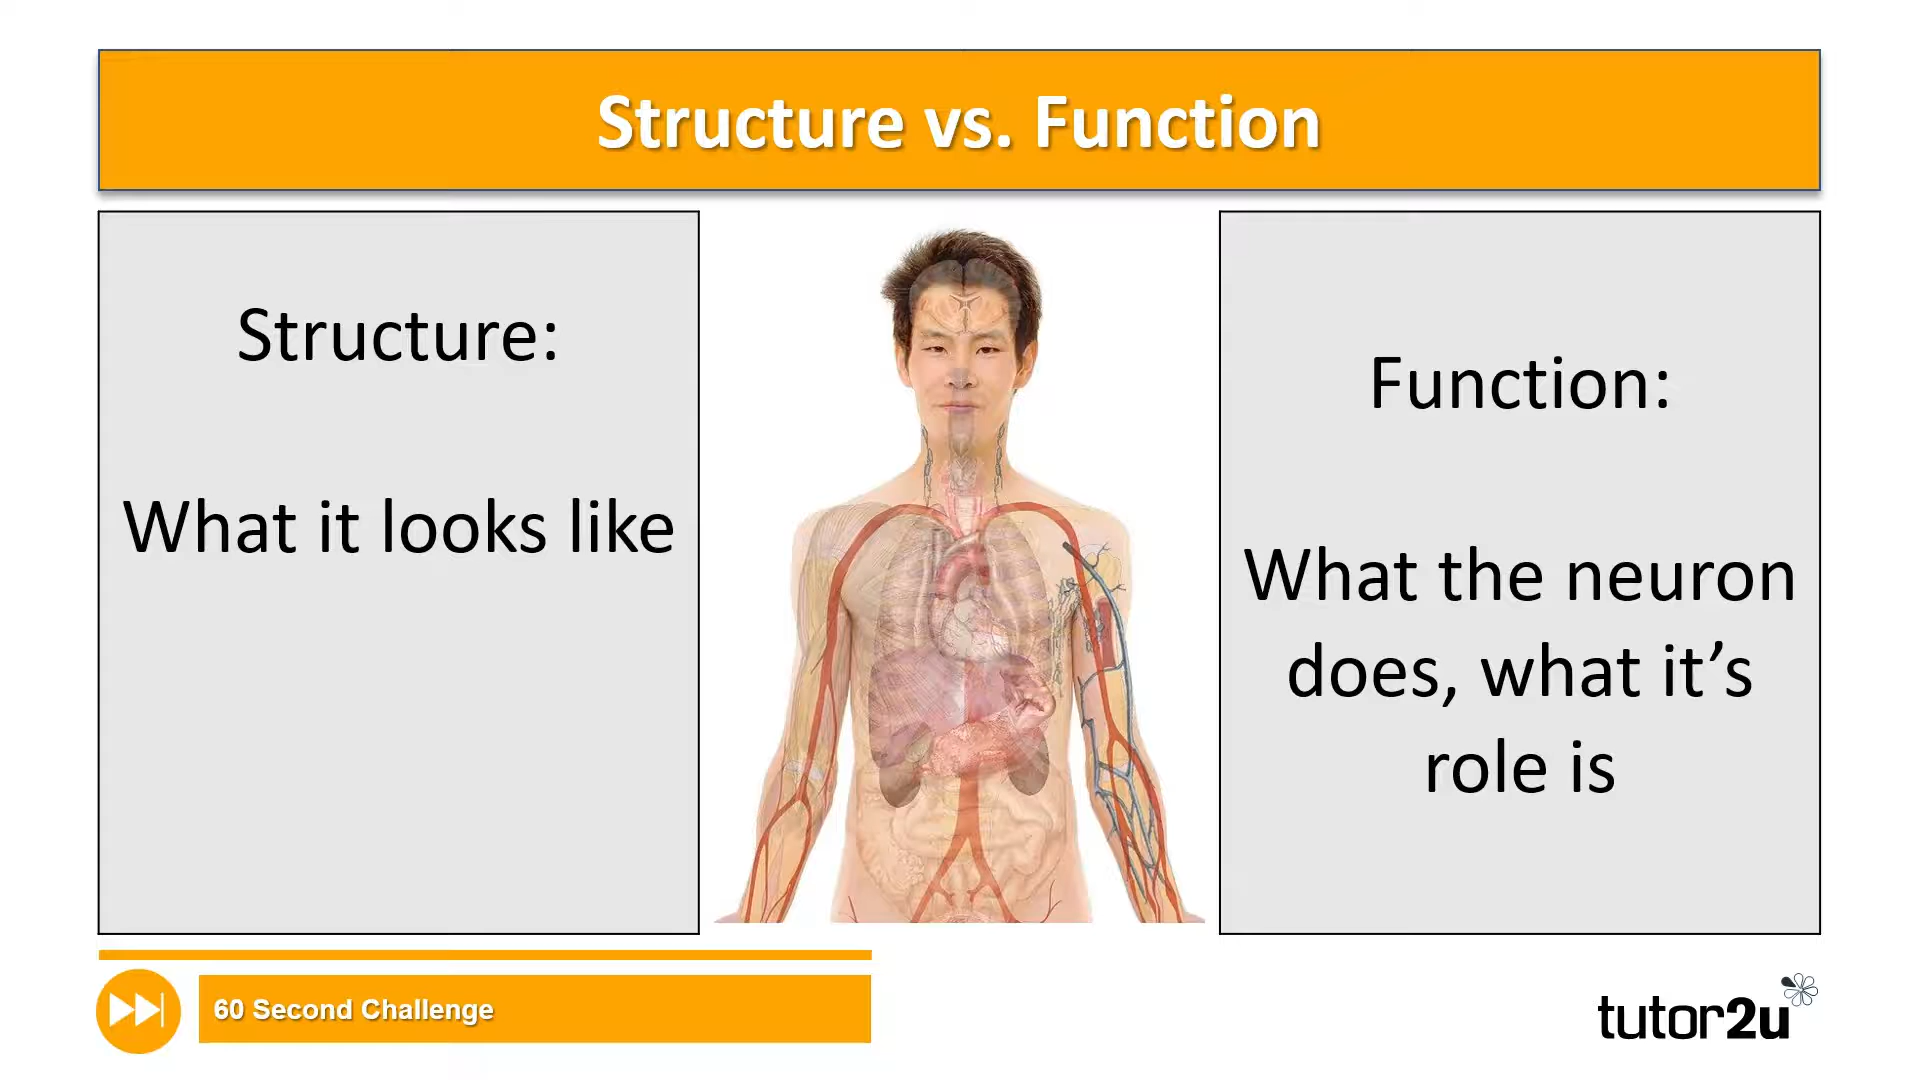 Structure vs. Function
Structure:
What it looks like
Function:
What the neuron
does, what it’s
role is
60 Second Challenge
tutor2u